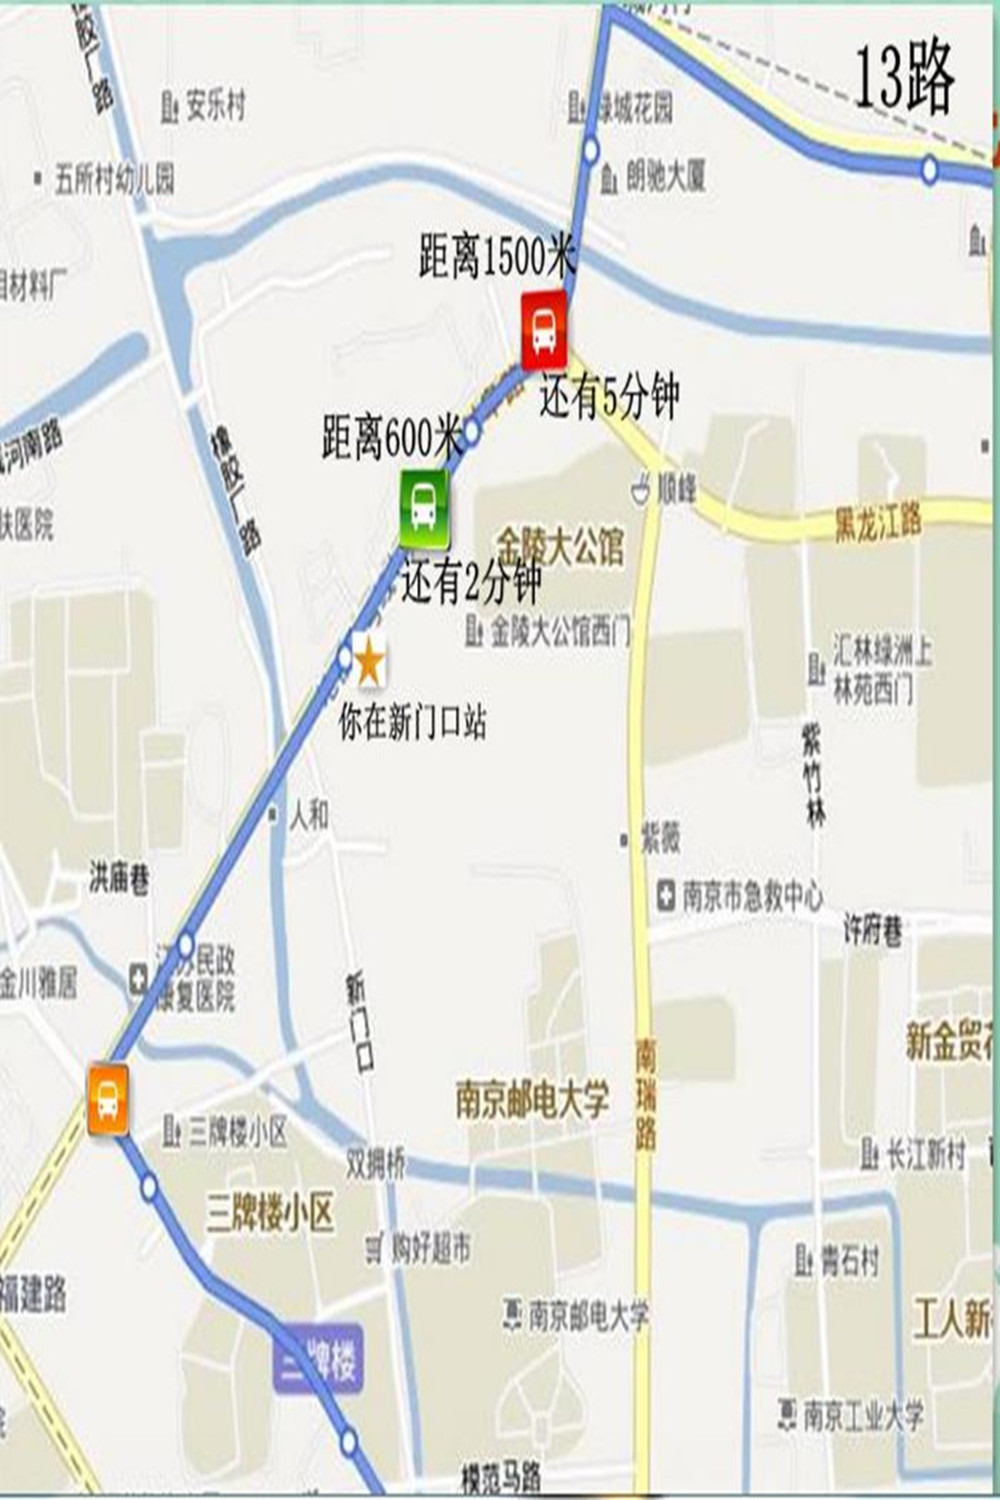 13路
安乐村
绿城花园
五所村幼儿园
朗驰大厦
距离1500米
还有5分钟
距离600米
河南路
橡胶厂路
顺峰
黑龙江路
金陵大公馆
还有2分钟
金陵大公馆西门
汇林绿洲上
林苑西门
你在新门口站
紫竹林
人和
紫薇
洪庙巷
南京市急救中心
许府巷
江苏民政
康复医院
金川雅居
新门口
新金贸
南京邮电大学
南瑞路
三牌楼小区
长江新村
双拥桥
三牌楼小区
购好超市
青石村
福建路
南京邮电大学
工人新
三牌楼
南京工业大学
模范马路